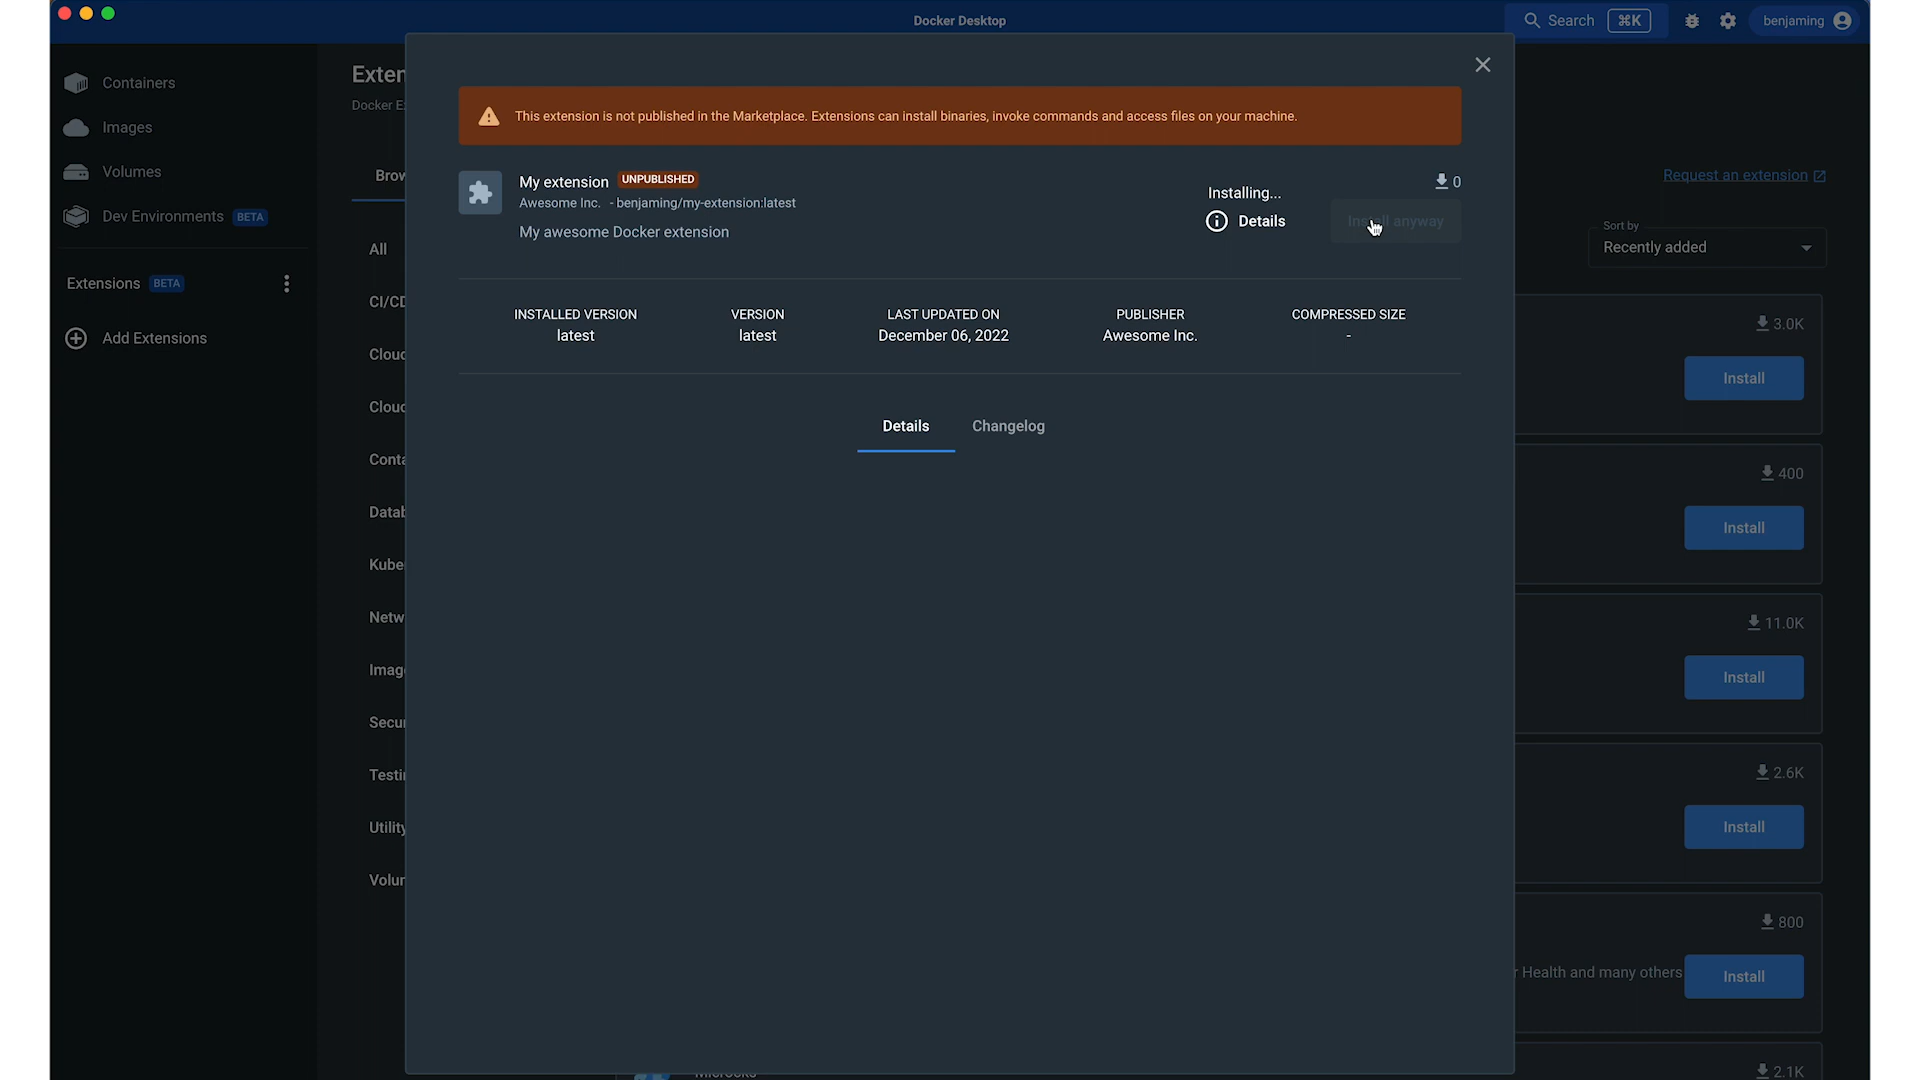 Docker Desktop
Search
⌘K
benjaming
Containers
Images
Volumes
Dev Environments BETA
Extensions BETA
Add Extensions
Docker
All
Request an extension
Sort by
Recently added
3.0K
Install
400
Install
11.0K
Install
2.6K
Install
800
Health and many others
Install
2.1K
This extension is not published in the Marketplace. Extensions can install binaries, invoke commands and access files on your machine.
My extension UNPUBLISHED
Awesome Inc. - benjaming/my-extension:latest
My awesome Docker extension
Installing...
0
Details
Install anyway
INSTALLED VERSION
latest
VERSION
latest
LAST UPDATED ON
December 06, 2022
PUBLISHER
Awesome Inc.
COMPRESSED SIZE
-
Details
Changelog